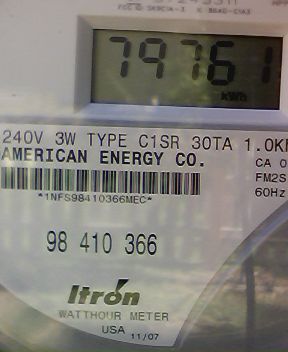 79761
kWh
240V 3W TYPE C1SR 30TA 1.0K
AMERICAN ENERGY CO.
CA 0
FM2S
60Hz
*1NFS98410366MEC*
98 410 366
Itron
WATTHOUR METER
USA 11/07